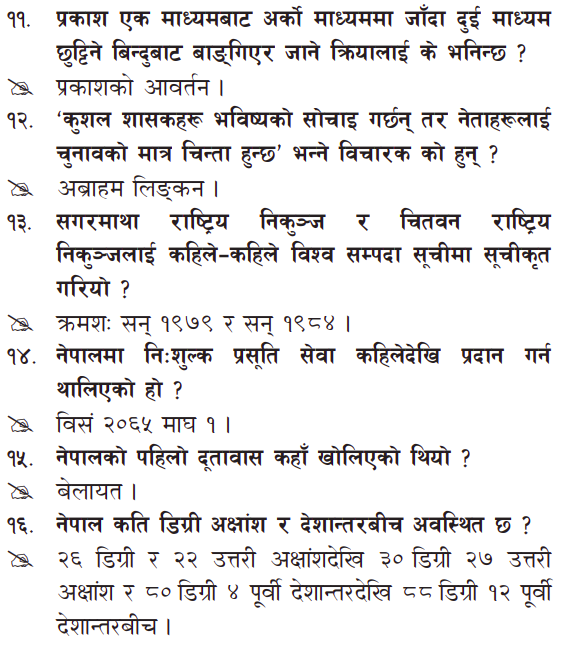 ११. प्रकाश एक माध्यमबाट अर्को माध्यममा जाँदा दुई माध्यम
छुट्टिने बिन्दुबाट बाङ्गिएर जाने क्रियालाई के भनिन्छ ?
प्रकाशको आवर्तन ।
१२. ‘कुशल शासकहरू भविष्यको सोचाइ गर्छन् तर नेताहरूलाई
चुनावको मात्र चिन्ता हुन्छ’ भन्ने विचारक को हुन् ?
अब्राहम लिङ्कन ।
१३. सगरमाथा राष्ट्रिय निकुञ्ज र चितवन राष्ट्रिय
निकुञ्जलाई कहिले–कहिले विश्व सम्पदा सूचीमा सूचीकृत
गरियो ?
क्रमशः सन् १९७९ र सन् १९८४ ।
१४. नेपालमा निःशुल्क प्रसूति सेवा कहिलेदेखि प्रदान गर्न
थालिएको हो ?
विसं २०६५ माघ १ ।
१५. नेपालको पहिलो दूतावास कहाँ खोलिएको थियो ?
बेलायत ।
१६. नेपाल कति डिग्री अक्षांश र देशान्तरबीच अवस्थित छ ?
२६ डिग्री र २२ उत्तरी अक्षांशदेखि ३० डिग्री २७ उत्तरी
अक्षांश र ८० डिग्री ४ पूर्वी देशान्तरदेखि ८८ डिग्री १२ पूर्वी
देशान्तरबीच ।